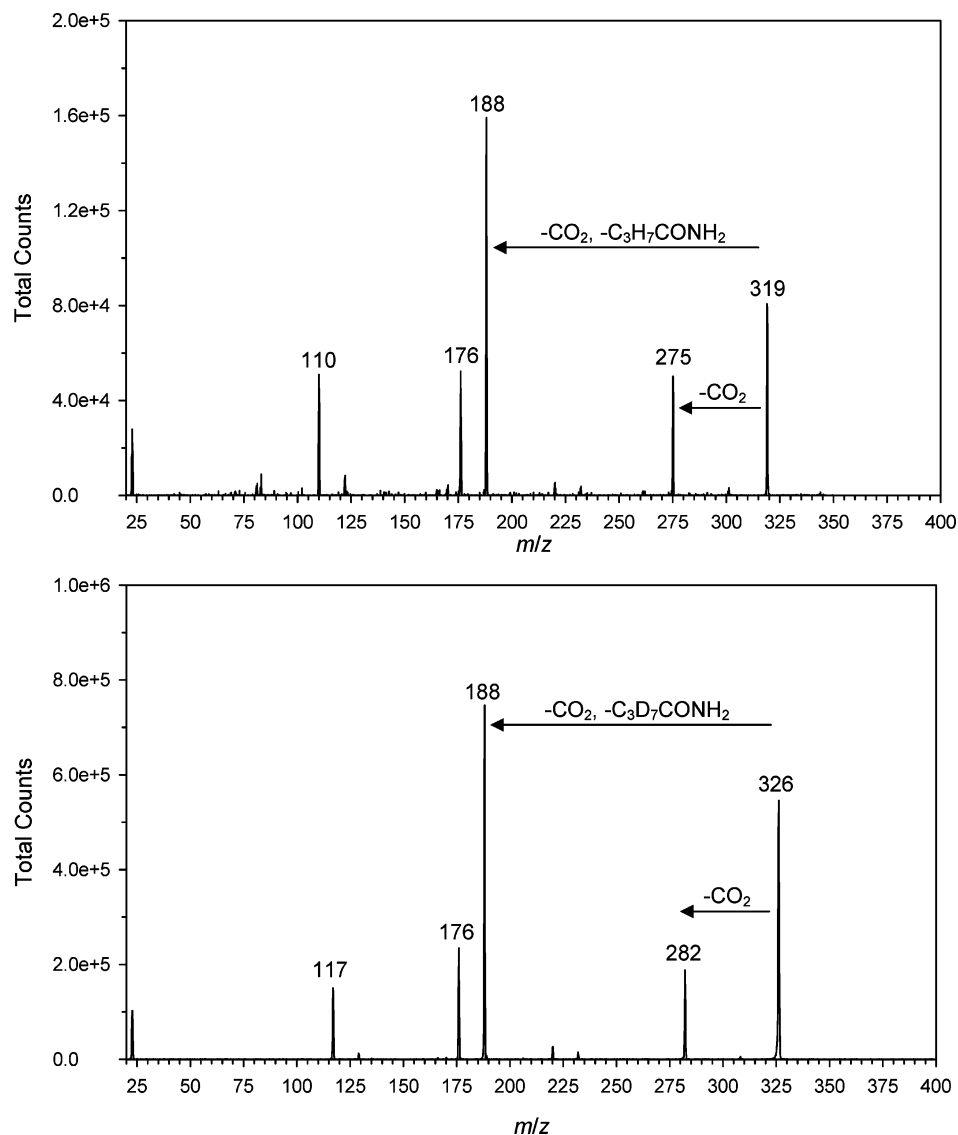 2.0e+5
1.6e+5
1.2e+5
8.0e+4
4.0e+4
0.0
Total Counts
188
-CO₂, -C₃H₇CONH₂
319
110
176
275
-CO₂
25 50 75 100 125 150 175 200 225 250 275 300 325 350 375 400
m/z
1.0e+6
8.0e+5
6.0e+5
4.0e+5
2.0e+5
0.0
Total Counts
188
-CO₂, -C₃D₇CONH₂
326
-CO₂
176
282
117
25 50 75 100 125 150 175 200 225 250 275 300 325 350 375 400
m/z